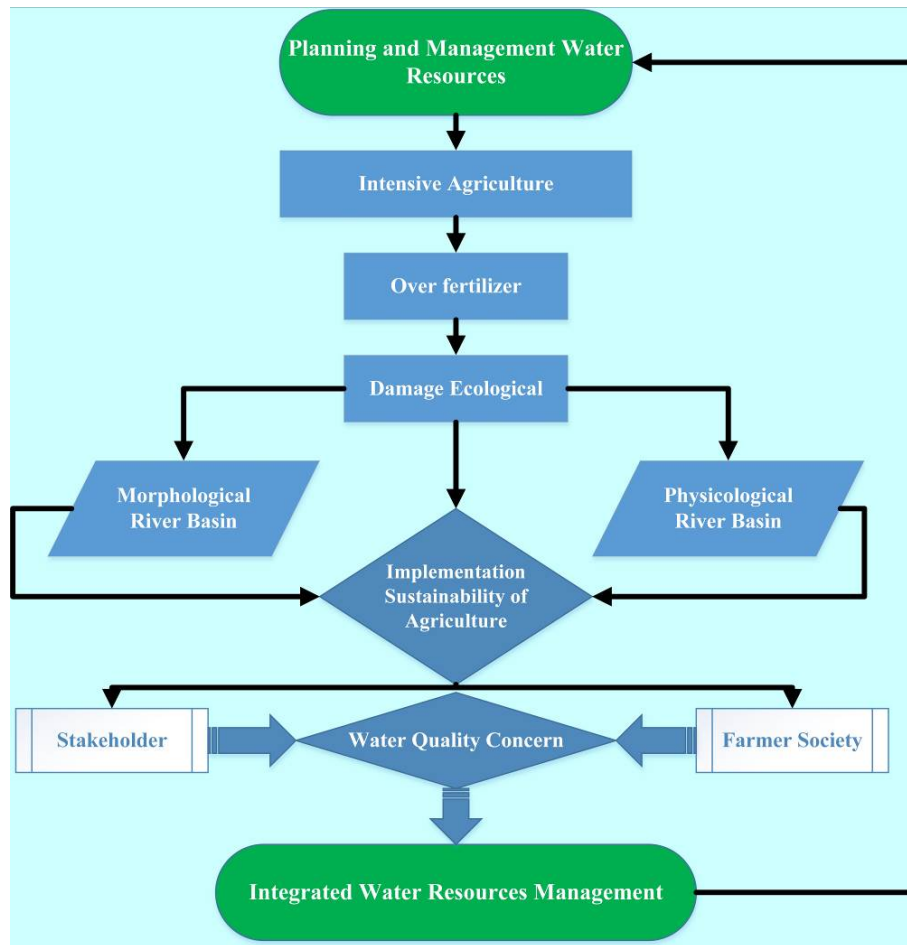 Planning and Management Water
Resources
Intensive Agriculture
Over fertilizer
Damage Ecological
Morphological
River Basin
Physicological
River Basin
Implementation
Sustainability of
Agriculture
Stakeholder
Water Quality Concern
Farmer Society
Integrated Water Resources Management